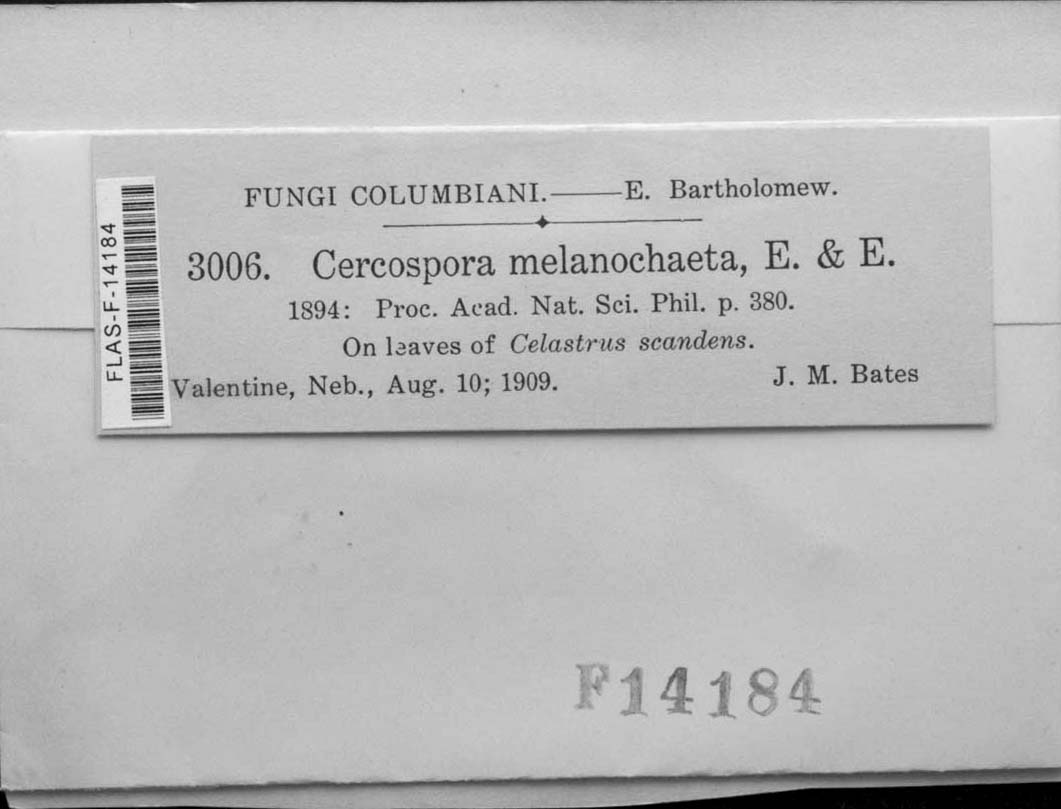 FUNGI COLUMBIANI.——E. Bartholomew.
3006. Cercospora melanochaeta, E. & E.
1894: Proc. Acad. Nat. Sci. Phil. p. 380.
On leaves of Celastrus scandens.
Valentine, Neb., Aug. 10; 1909. J. M. Bates
FLAS-F-14184
F14184